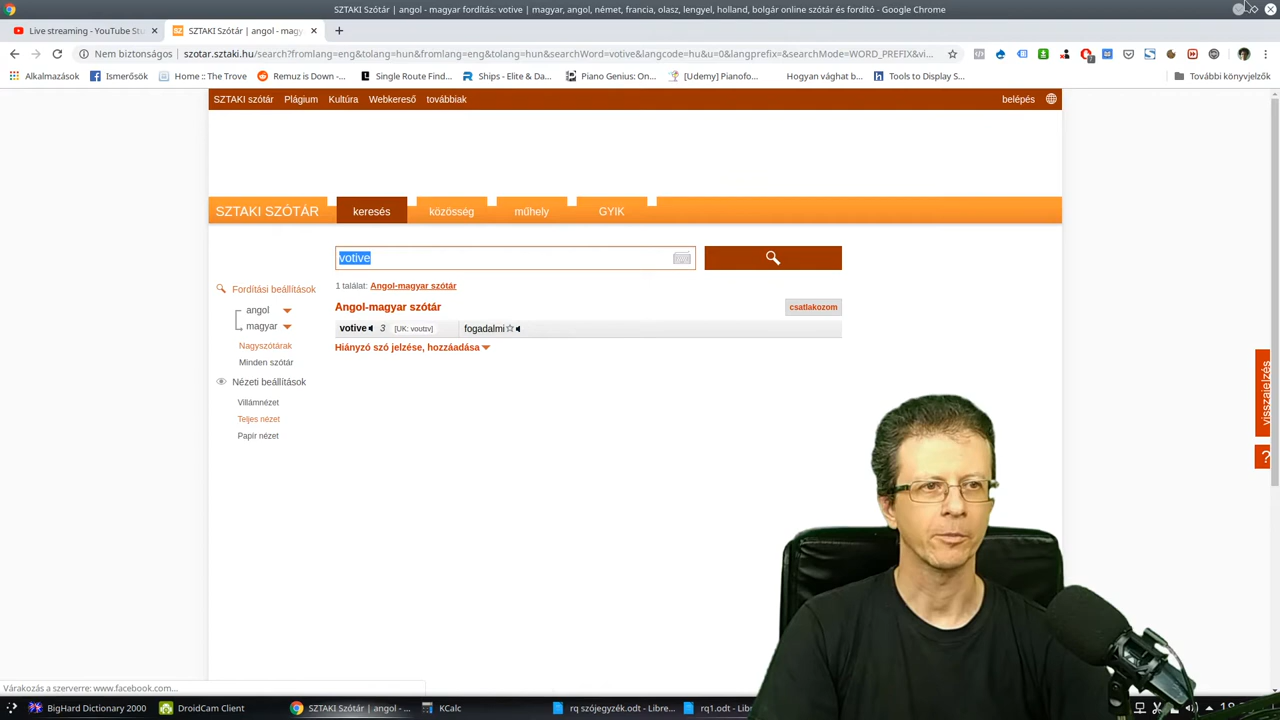 SZTAKI Szótár | angol - magyar fordítás: votive | magyar, angol, német, francia, olasz, lengyel, holland, bolgár online szótár és fordító - Google Chrome
Live streaming - YouTube Stu
SZTAKI Szótár | angol - magy
Nem biztonságos
szotar.sztaki.hu/search?fromlang=eng&tolang=hun&fromlang=eng&tolang=hun&searchWord=votive&langcode=hu&u=0&langprefix=&searchMode=WORD_PREFIX&vi...
Alkalmazások
Ismerősök
Home :: The Trove
Remuz is Down -...
Single Route Find...
Ships - Elite & Da...
Piano Genius: On...
[Udemy] Pianofo...
Hogyan vághat b...
Tools to Display S...
További könyvjelzők
SZTAKI szótár Plágium Kultúra Webkereső továbbiak
belépés
SZTAKI SZÓTÁR
keresés
közösség
műhely
GYIK
votive
1 találat: Angol-magyar szótár
Fordítási beállítások
angol
magyar
Nagyszótárak
Minden szótár
Nézeti beállítások
Villámnézet
Teljes nézet
Papír nézet
Angol-magyar szótár
csatlakozom
votive 3 [UK: voʊtɪv]
fogadalmi
Hiányzó szó jelzése, hozzáadása
visszajelzés
?
Várakozás a szerverre: www.facebook.com...
BigHard Dictionary 2000
DroidCam Client
SZTAKI Szótár | angol - ...
KCalc
rq szójegyzék.odt - Libre...
rq1.odt - Lib